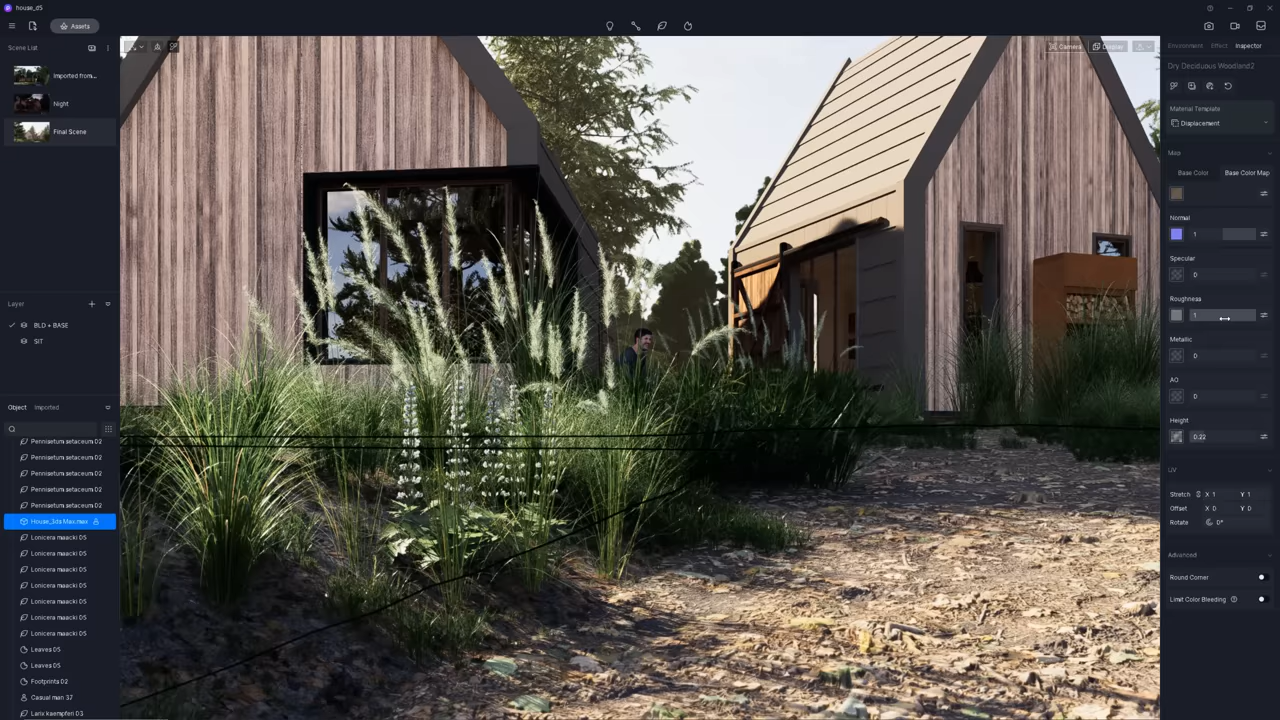 house_d5
Assets
Scene List
Imported from...
Night
Final Scene
Layer
BLD + BASE
SIT
Object
Imported
Pennisetum setaceum 02
Pennisetum setaceum 02
Pennisetum setaceum 02
Pennisetum setaceum 02
Pennisetum setaceum 02
House_3ds Max.max
Lonicera maackii 05
Lonicera maackii 05
Lonicera maackii 05
Lonicera maackii 05
Lonicera maackii 05
Lonicera maackii 05
Lonicera maackii 05
Leaves 05
Leaves 05
Footprints 02
Casual man 37
Larix kaempferi 03
Camera
Display
Environment
Effect
Inspector
Dry Deciduous Woodland2
Material Template
Displacement
Map
Base Color
Base Color Map
Normal
1
Specular
0
Roughness
1
Metallic
0
AO
0
Height
0.22
UV
Stretch X 1 Y 1
Offset X 0 Y 0
Rotate 0°
Advanced
Round Corner
Limit Color Bleeding